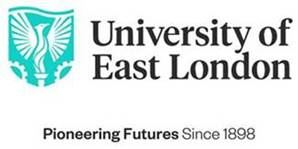 University of
East London
Pioneering Futures Since 1898